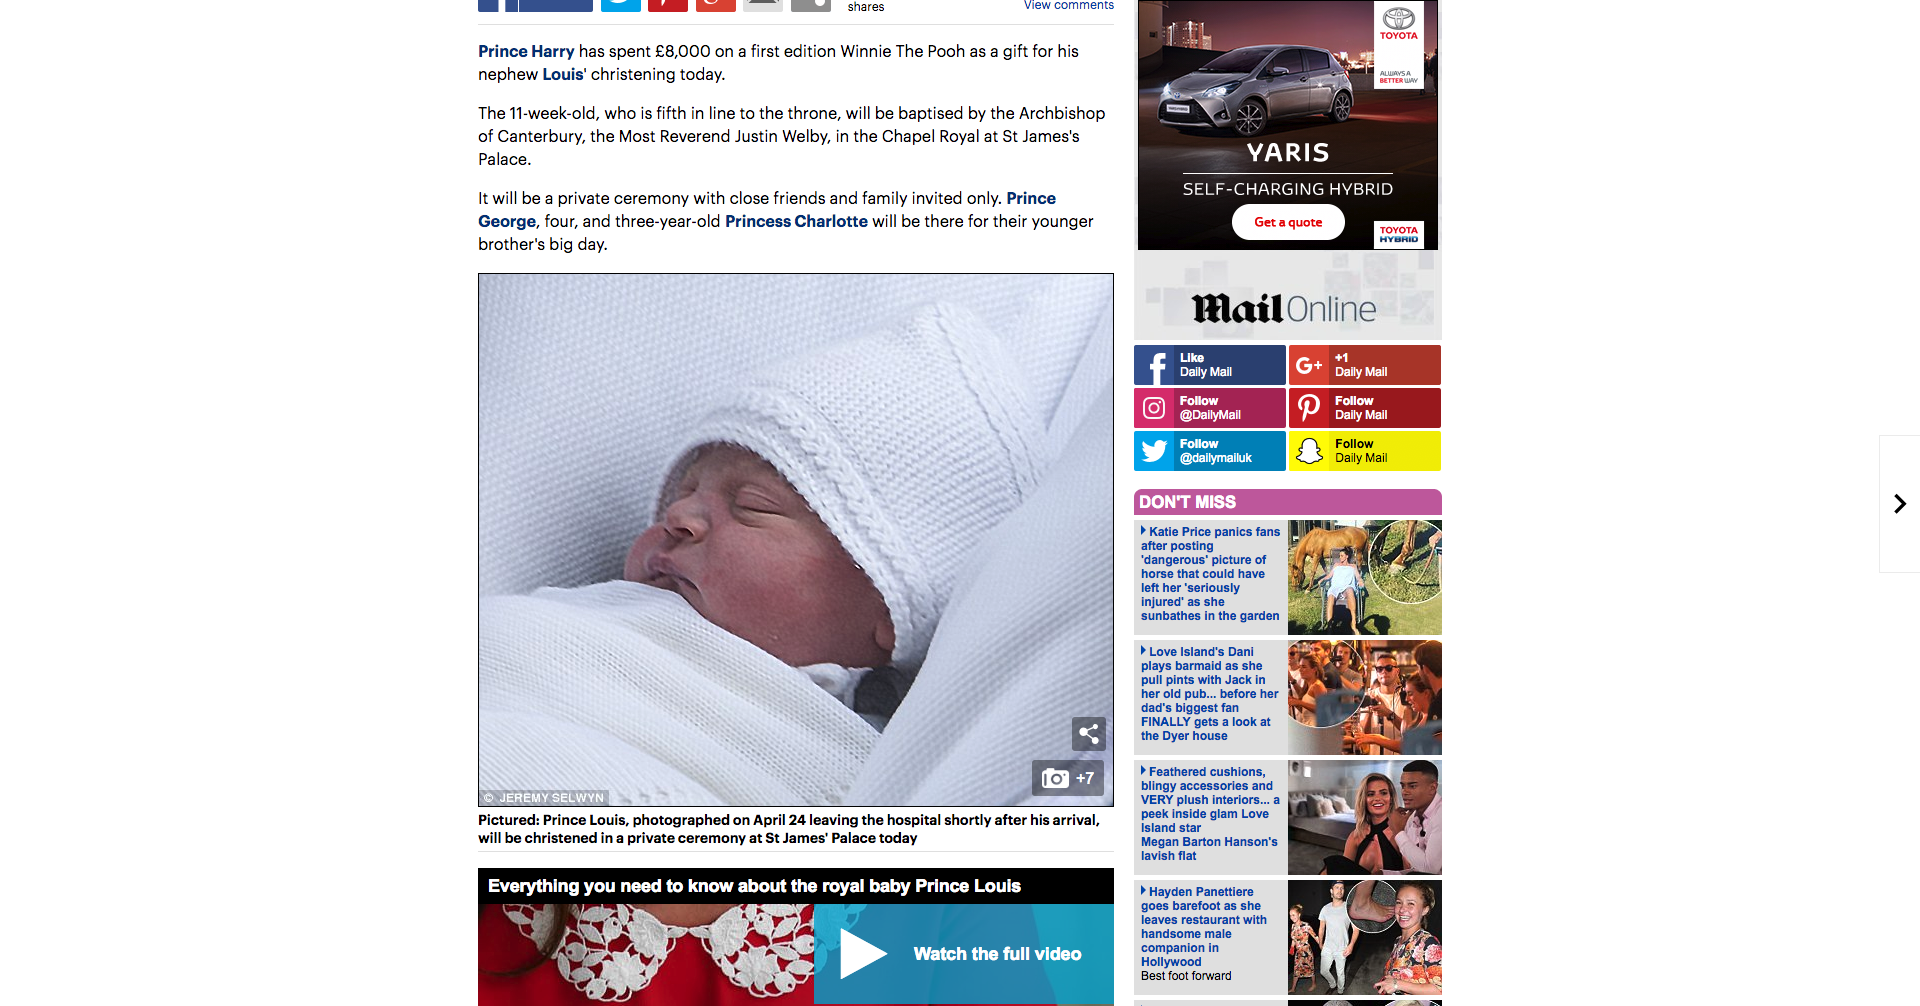 shares
View comments
Prince Harry has spent £8,000 on a first edition Winnie The Pooh as a gift for his
nephew Louis' christening today.
The 11-week-old, who is fifth in line to the throne, will be baptised by the Archbishop
of Canterbury, the Most Reverend Justin Welby, in the Chapel Royal at St James's
Palace.
It will be a private ceremony with close friends and family invited only. Prince
George, four, and three-year-old Princess Charlotte will be there for their younger
brother's big day.
© JEREMY SELWYN
+7
Pictured: Prince Louis, photographed on April 24 leaving the hospital shortly after his arrival,
will be christened in a private ceremony at St James' Palace today
Everything you need to know about the royal baby Prince Louis
Watch the full video
TOYOTA
ALWAYS A
BETTER WAY
YARIS
SELF-CHARGING HYBRID
Get a quote
TOYOTA
HYBRID
Mail Online
Like
Daily Mail
+1
Daily Mail
Follow
@DailyMail
Follow
Daily Mail
Follow
@dailymailuk
Follow
Daily Mail
DON'T MISS
Katie Price panics fans
after posting
'dangerous' picture of
horse that could have
left her 'seriously
injured' as she
sunbathes in the garden
Love Island's Dani
plays barmaid as she
pull pints with Jack in
her old pub... before her
dad's biggest fan
FINALLY gets a look at
the Dyer house
Feathered cushions,
blingy accessories and
VERY plush interiors... a
peek inside glam Love
Island star
Megan Barton Hanson's
lavish flat
Hayden Panettiere
goes barefoot as she
leaves restaurant with
handsome male
companion in
Hollywood
Best foot forward